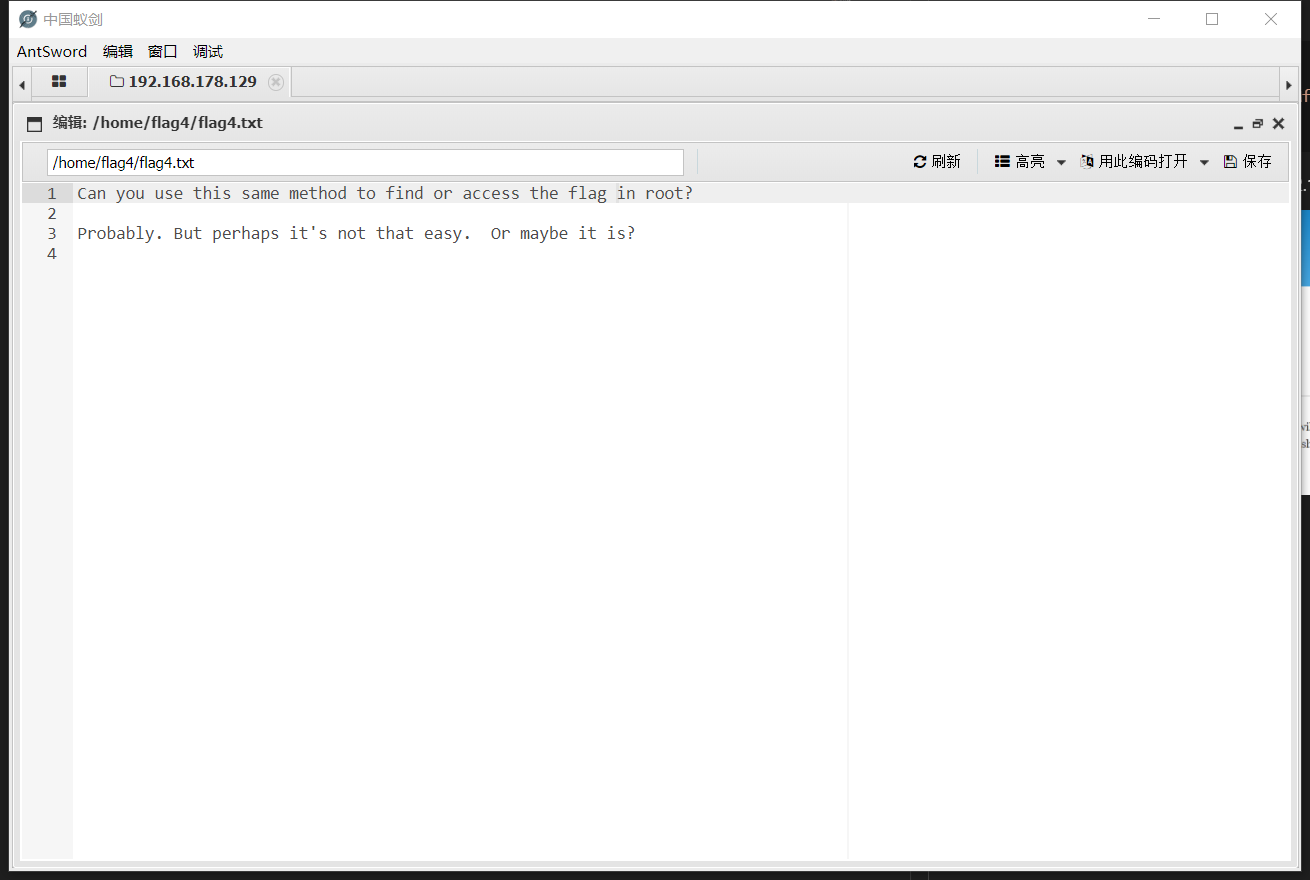 中国蚁剑
AntSword 编辑 窗口 调试
192.168.178.129
编辑: /home/flag4/flag4.txt
/home/flag4/flag4.txt 刷新 高亮 用此编码打开 保存
1 Can you use this same method to find or access the flag in root?
2
3 Probably. But perhaps it's not that easy.  Or maybe it is?
4